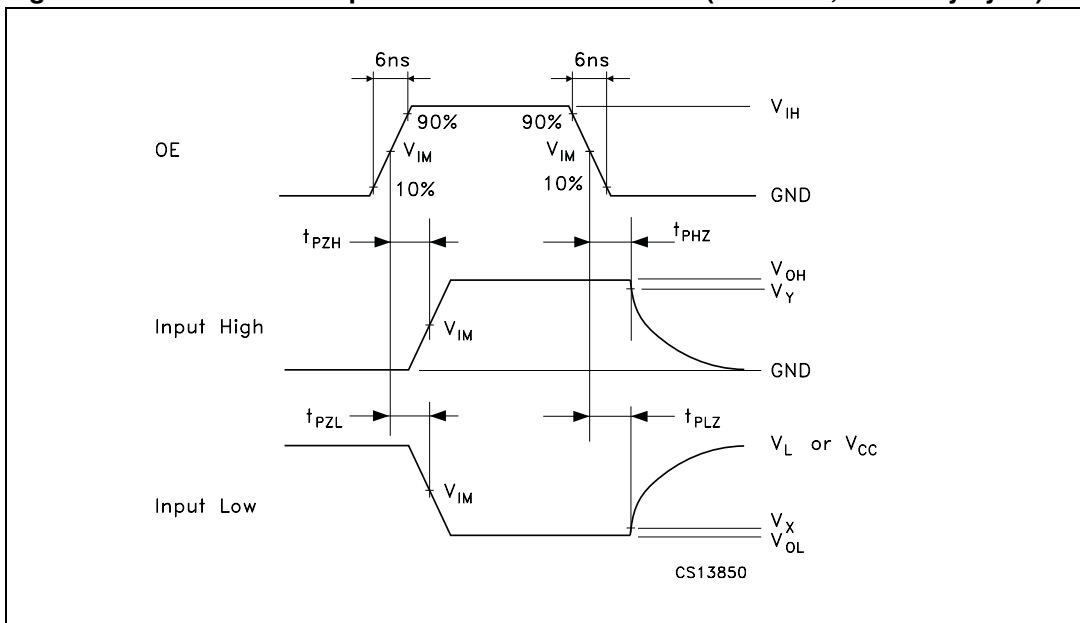 6ns 6ns
V_IH
90% 90%
OE V_IM V_IM
10% 10%
GND
t_PZH t_PHZ
V_OH
V_Y
Input High V_IM
GND
t_PZL t_PLZ
V_L or V_CC
V_IM
Input Low
V_X
V_OL
CS13850